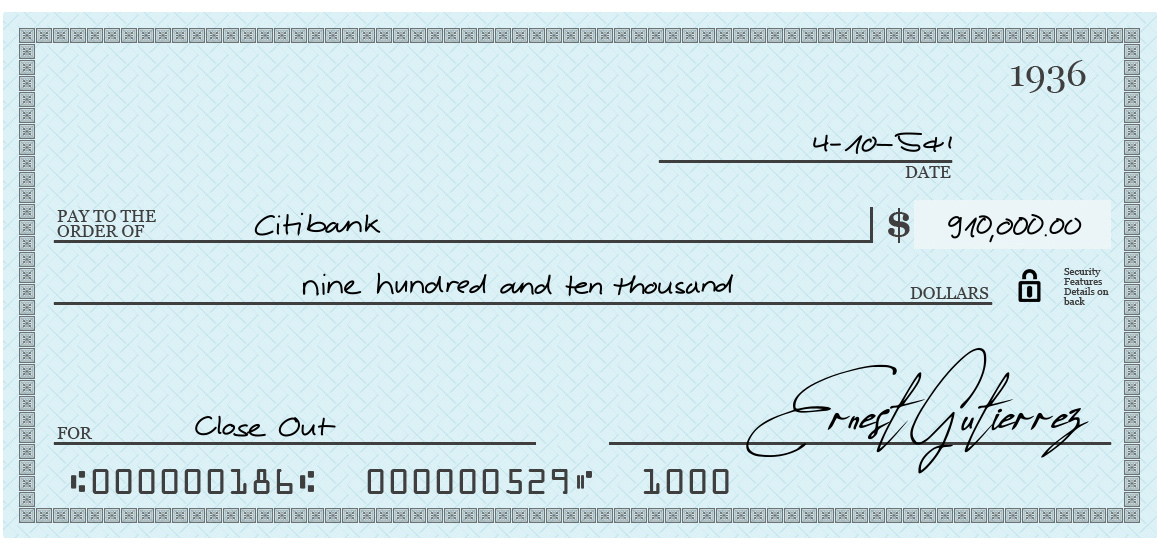 1936
4-10-541
DATE
PAY TO THE
ORDER OF Citibank $ 910,000.00
nine hundred and ten thousand DOLLARS
Security
Features
Details on
back
FOR Close Out Ernest Gutierrez
⑆000000186⑆ 000000529⑈ 1000